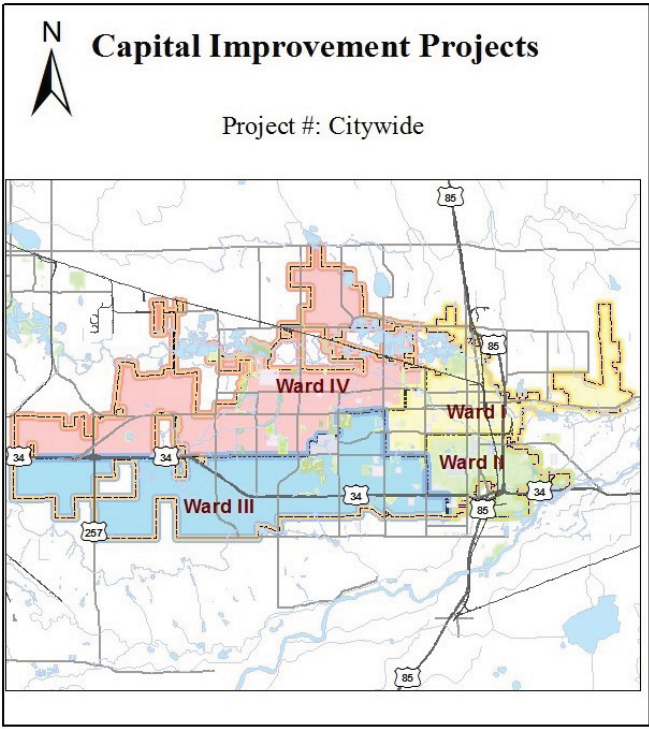 N
Capital Improvement Projects
Project #: Citywide
85
85
Ward IV
Ward I
34
34
Ward II
34
34
Ward III
85
257
85